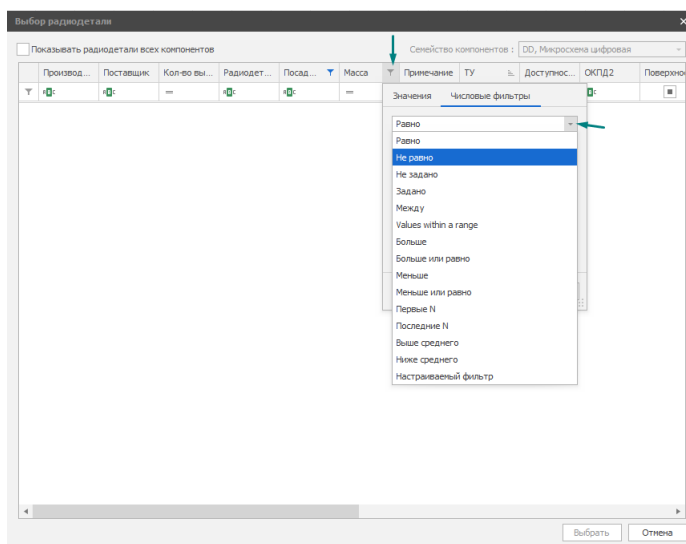 Выбор радиодетали
Показывать радиодетали всех компонентов
Семейство компонентов : DD, Микросхема цифровая
Производ... Поставщик Кол-во вы... Радиодет... Посад... Масса Примечание ТУ Доступнос... ОКПД2 Поверхно
Значения Числовые фильтры
Равно
Равно
Не равно
Не задано
Задано
Между
Values within a range
Больше
Больше или равно
Меньше
Меньше или равно
Первые N
Последние N
Выше среднего
Ниже среднего
Настраиваемый фильтр
Выбрать Отмена